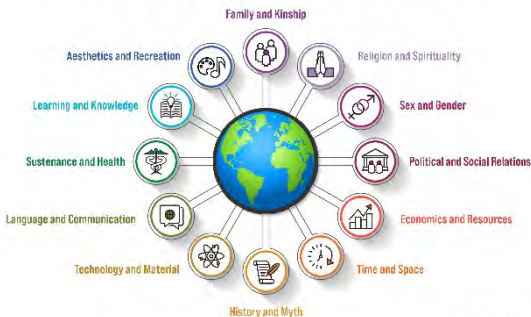 Family and Kinship
Aesthetics and Recreation
Religion and Spirituality
Learning and Knowledge
Sex and Gender
Sustenance and Health
Political and Social Relations
Language and Communication
Economics and Resources
Technology and Material
Time and Space
History and Myth